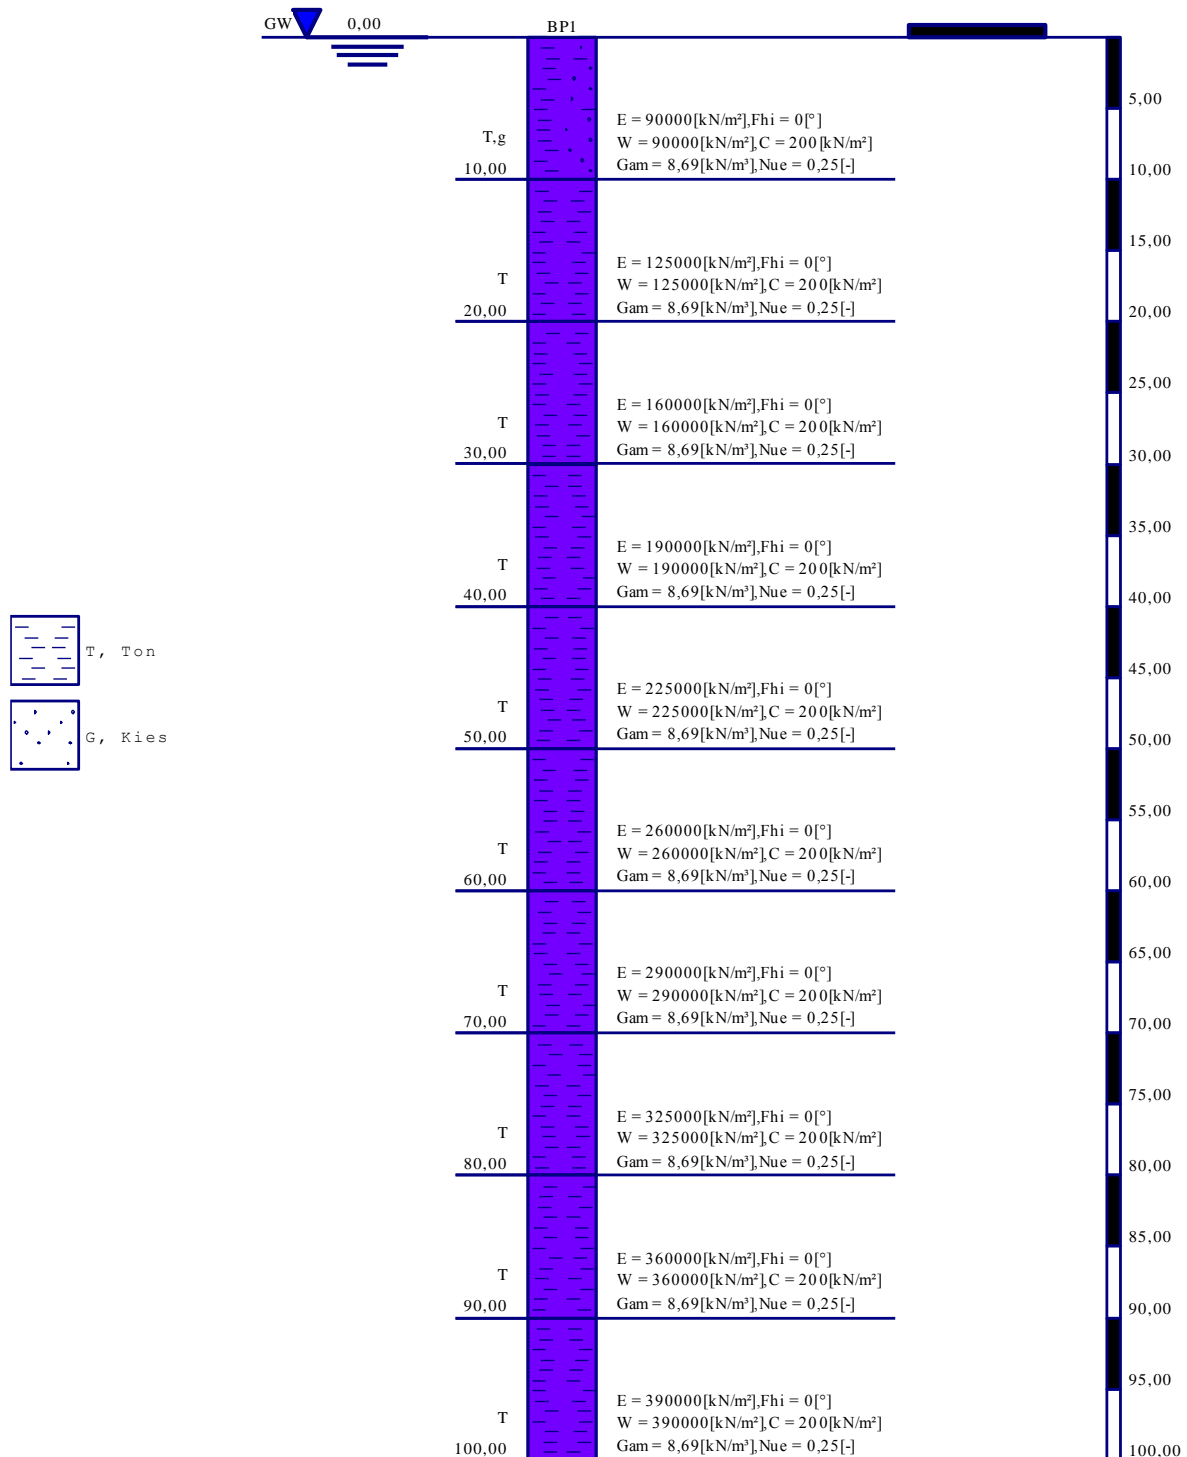 GW 0,00
BP1
5,00
E = 90000[kN/m²],Fhi = 0[°]
T,g
W = 90000[kN/m²],C = 200[kN/m²]
10,00
Gam = 8,69[kN/m³],Nue = 0,25[-]
10,00
15,00
E = 125000[kN/m²],Fhi = 0[°]
T
W = 125000[kN/m²],C = 200[kN/m²]
20,00
Gam = 8,69[kN/m³],Nue = 0,25[-]
20,00
25,00
E = 160000[kN/m²],Fhi = 0[°]
T
W = 160000[kN/m²],C = 200[kN/m²]
30,00
Gam = 8,69[kN/m³],Nue = 0,25[-]
30,00
35,00
E = 190000[kN/m²],Fhi = 0[°]
T
W = 190000[kN/m²],C = 200[kN/m²]
40,00
Gam = 8,69[kN/m³],Nue = 0,25[-]
40,00
T, Ton
45,00
E = 225000[kN/m²],Fhi = 0[°]
T
W = 225000[kN/m²],C = 200[kN/m²]
G, Kies
50,00
Gam = 8,69[kN/m³],Nue = 0,25[-]
50,00
55,00
E = 260000[kN/m²],Fhi = 0[°]
T
W = 260000[kN/m²],C = 200[kN/m²]
60,00
Gam = 8,69[kN/m³],Nue = 0,25[-]
60,00
65,00
E = 290000[kN/m²],Fhi = 0[°]
T
W = 290000[kN/m²],C = 200[kN/m²]
70,00
Gam = 8,69[kN/m³],Nue = 0,25[-]
70,00
75,00
E = 325000[kN/m²],Fhi = 0[°]
T
W = 325000[kN/m²],C = 200[kN/m²]
80,00
Gam = 8,69[kN/m³],Nue = 0,25[-]
80,00
85,00
E = 360000[kN/m²],Fhi = 0[°]
T
W = 360000[kN/m²],C = 200[kN/m²]
90,00
Gam = 8,69[kN/m³],Nue = 0,25[-]
90,00
95,00
E = 390000[kN/m²],Fhi = 0[°]
T
W = 390000[kN/m²],C = 200[kN/m²]
100,00
Gam = 8,69[kN/m³],Nue = 0,25[-]
100,00